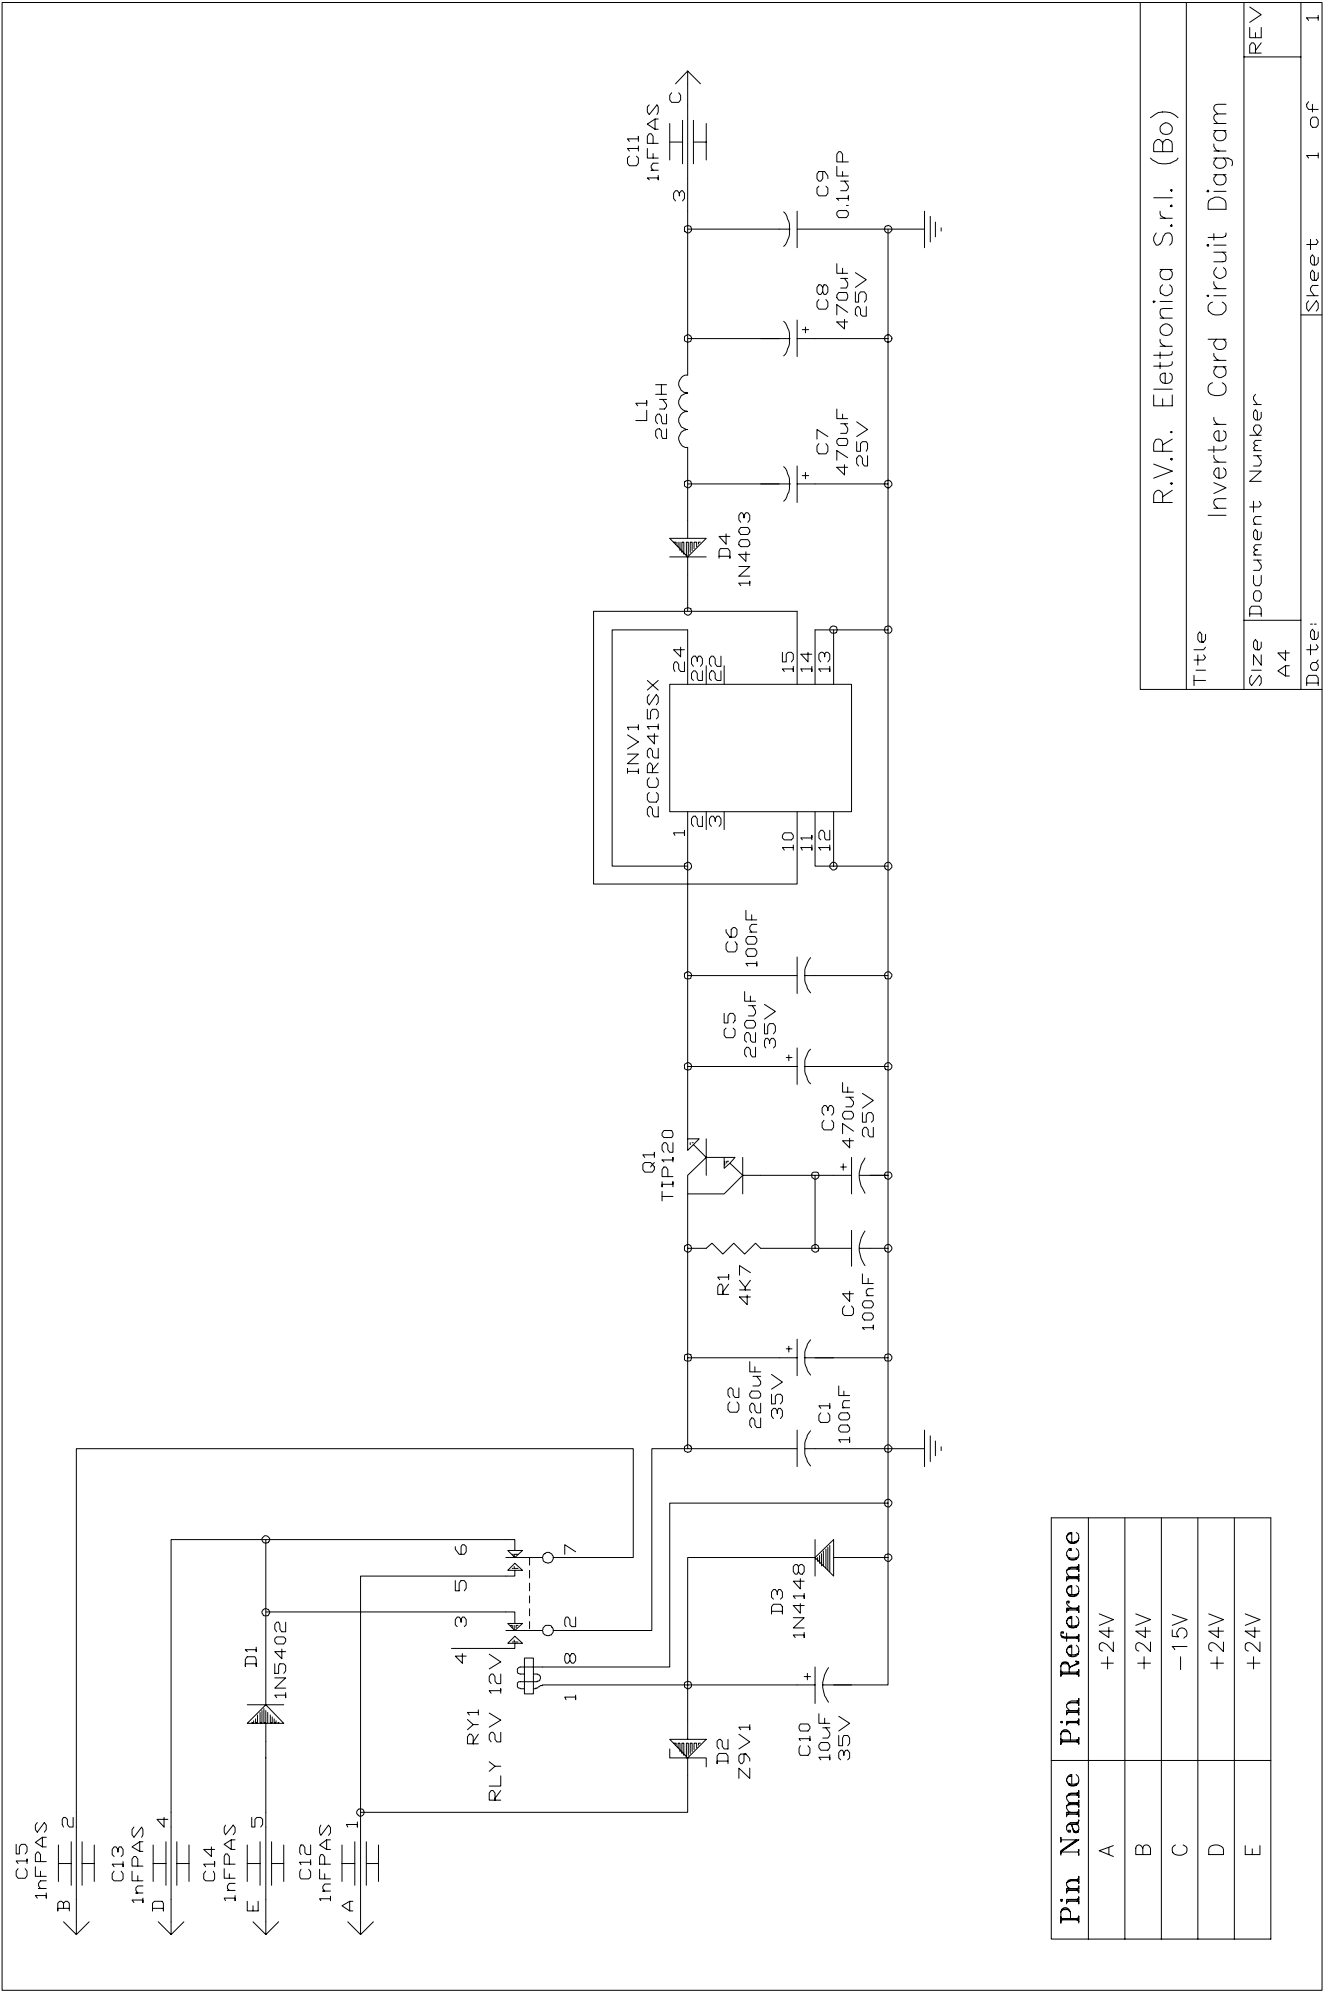 C15
1nFPAS
B
2
C13
1nFPAS
D
4
C14
1nFPAS
E
5
D1
1N5402
C12
1nFPAS
A
1
RY1
RLY 2V 12V
4
3
5
6
1
8
2
7
D2
Z9V1
C10
10uF
35V
+
D3
1N4148
C1
100nF
C2
220uF
35V
+
R1
4K7
C4
100nF
Q1
TIP120
C3
470uF
25V
+
C5
220uF
35V
+
C6
100nF
INV1
2CCR2415SX
1
2
3
10
11
12
24
23
22
15
14
13
D4
1N4003
C7
470uF
25V
+
L1
22uH
C8
470uF
25V
+
C9
0.1uFP
C11
1nFPAS
3
C
Pin Name Pin Reference
A +24V
B +24V
C -15V
D +24V
E +24V
R.V.R. Elettronica S.r.l. (Bo)
Title
Inverter Card Circuit Diagram
Size Document Number REV
A4
Date: Sheet 1 of 1